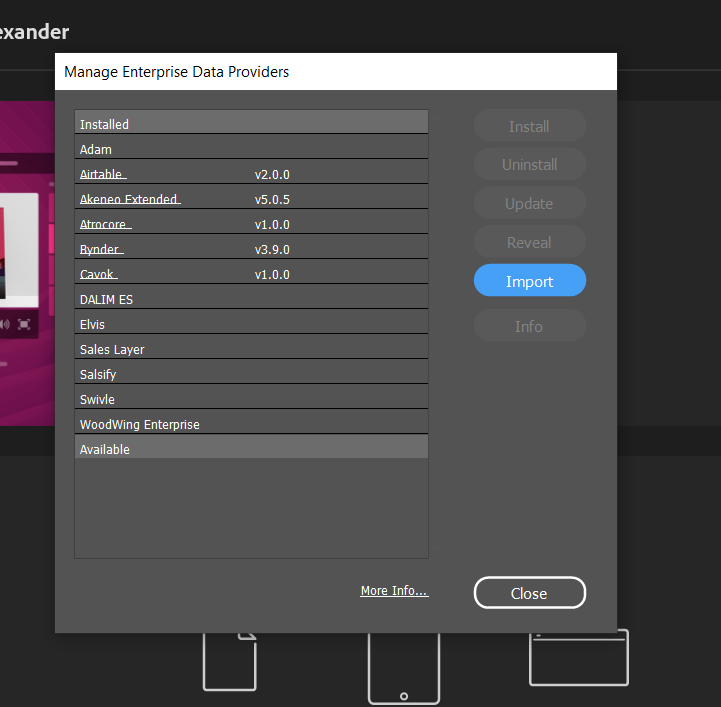 exander
Manage Enterprise Data Providers
Installed
Adam
Airtable v2.0.0
Akeneo Extended v5.0.5
Atrocore v1.0.0
Bynder v3.9.0
Cavok v1.0.0
DALIM ES
Elvis
Sales Layer
Salsify
Swivle
WoodWing Enterprise
Available
Install
Uninstall
Update
Reveal
Import
Info
More Info...
Close